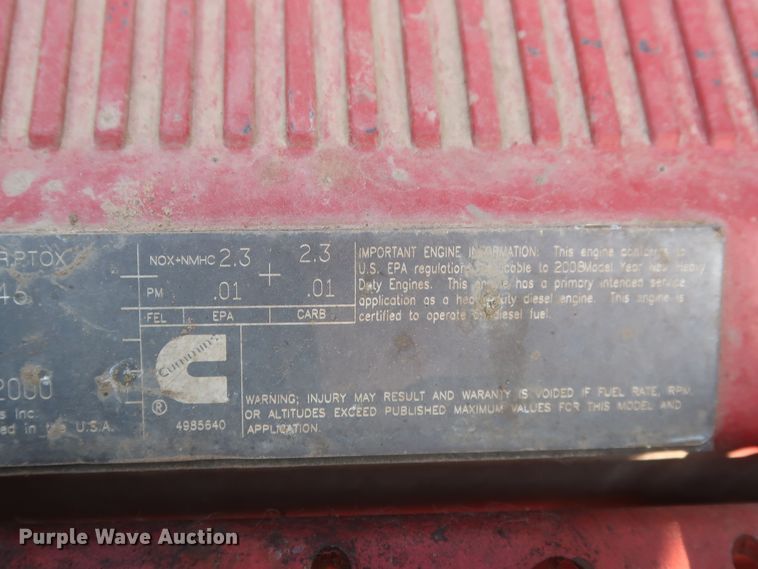 NOX+NMHC 2.3 2.3
PM .01 .01
FEL EPA CARB
IMPORTANT ENGINE INFORMATION: This engine conforms to
U.S. EPA regulations to 2008 Model Year New Heavy
Duty Engines. This engine has a primary intended service
application as a heavy duty diesel engine. This engine is
certified to operate on diesel fuel.
Cummins
®
4985640
WARNING; INJURY MAY RESULT AND WARANTY IS VOIDED IF FUEL RATE, RPM,
OR ALTITUDES EXCEED PUBLISHED MAXIMUM VALUES FOR THIS MODEL AND
APPLICATION.
2000
Inc.
in the U.S.A.
Purple Wave Auction